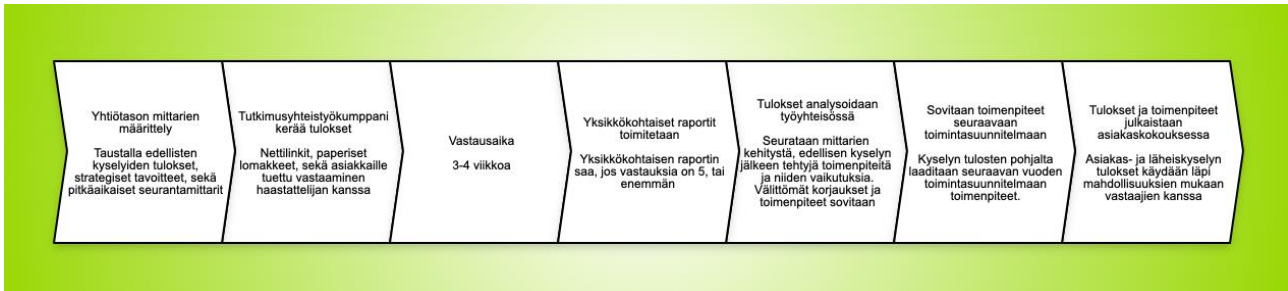 Yhtiötason mittarien
määrittely
Taustalla edellisten
kyselyiden tulokset,
strategiset tavoitteet, sekä
pitkäaikaiset seurantamittarit
Tutkimusyhteistyökumppani
kerää tulokset
Nettilinkit, paperiset
lomakkeet, sekä asiakkaille
tuettu vastaaminen
haastattelijan kanssa
Vastausaika
3-4 viikkoa
Yksikkökohtaiset raportit
toimitetaan
Yksikkökohtaisen raportin
saa, jos vastauksia on 5, tai
enemmän
Tulokset analysoidaan
työyhteisössä
Seurataan mittarien
kehitystä, edellisen kyselyn
jälkeen tehtyjä toimenpiteitä
ja niiden vaikutuksia.
Välittömät korjaukset ja
toimenpiteet sovitaan
Sovitaan toimenpiteet
seuraavaan
toimintasuunnitelmaan
Kyselyn tulosten pohjalta
laaditaan seuraavan vuoden
toimintasuunnitelmaan
toimenpiteet.
Tulokset ja toimenpiteet
julkaistaan
asiakaskokouksessa
Asiakas- ja läheiskyselyn
tulokset käydään läpi
mahdollisuuksien mukaan
vastaajien kanssa